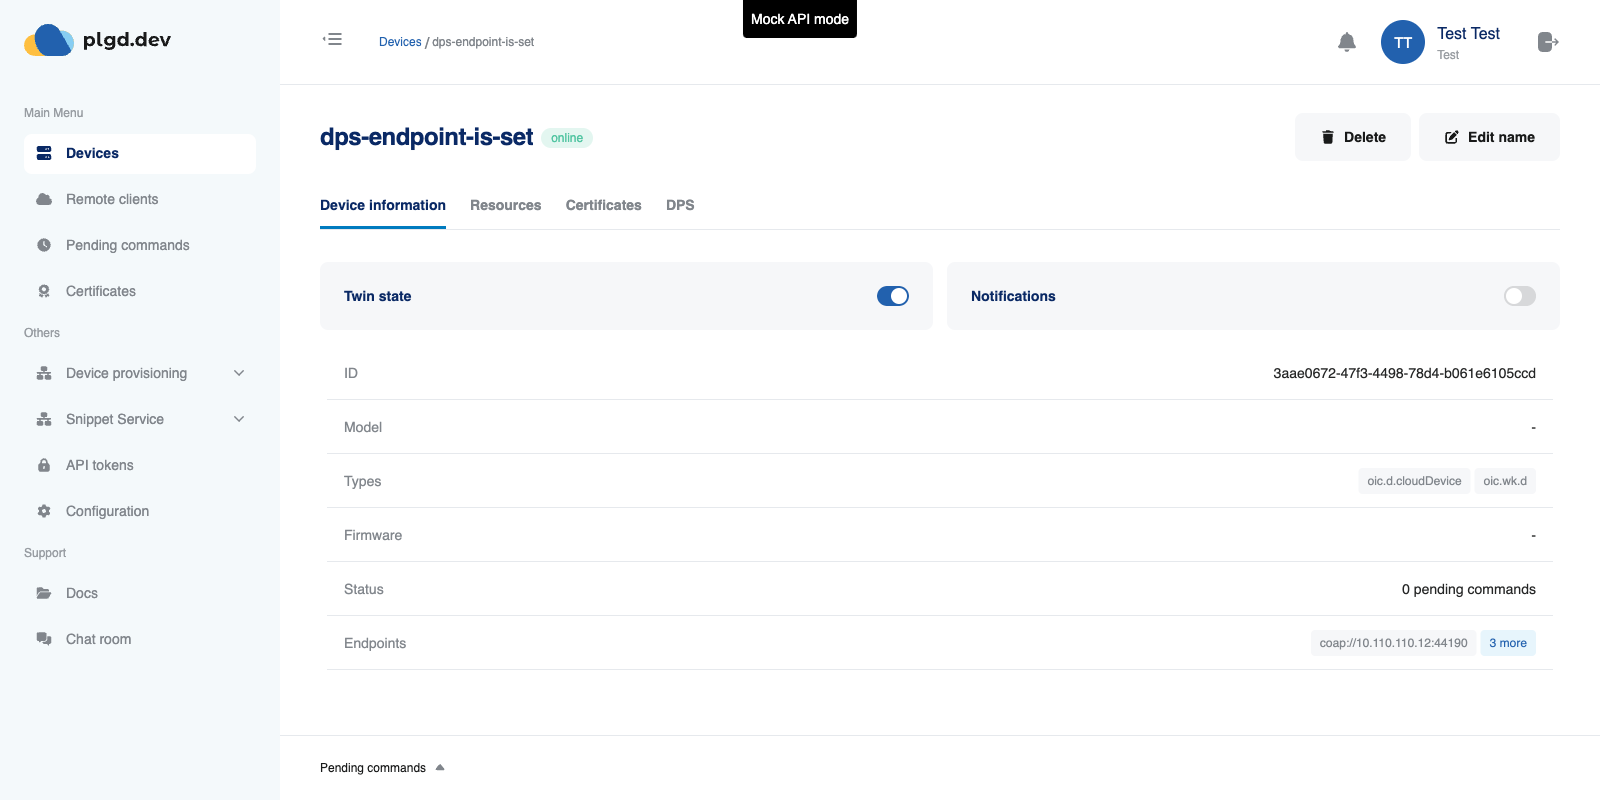 plgd.dev
Main Menu
Devices
Remote clients
Pending commands
Certificates
Others
Device provisioning
Snippet Service
API tokens
Configuration
Support
Docs
Chat room
Devices / dps-endpoint-is-set
Mock API mode
TT
Test Test
Test
dps-endpoint-is-set online
Delete
Edit name
Device information Resources Certificates DPS
Twin state
Notifications
ID 3aae0672-47f3-4498-78d4-b061e6105ccd
Model -
Types oic.d.cloudDevice oic.wk.d
Firmware -
Status 0 pending commands
Endpoints coap://10.110.110.12:44190 3 more
Pending commands